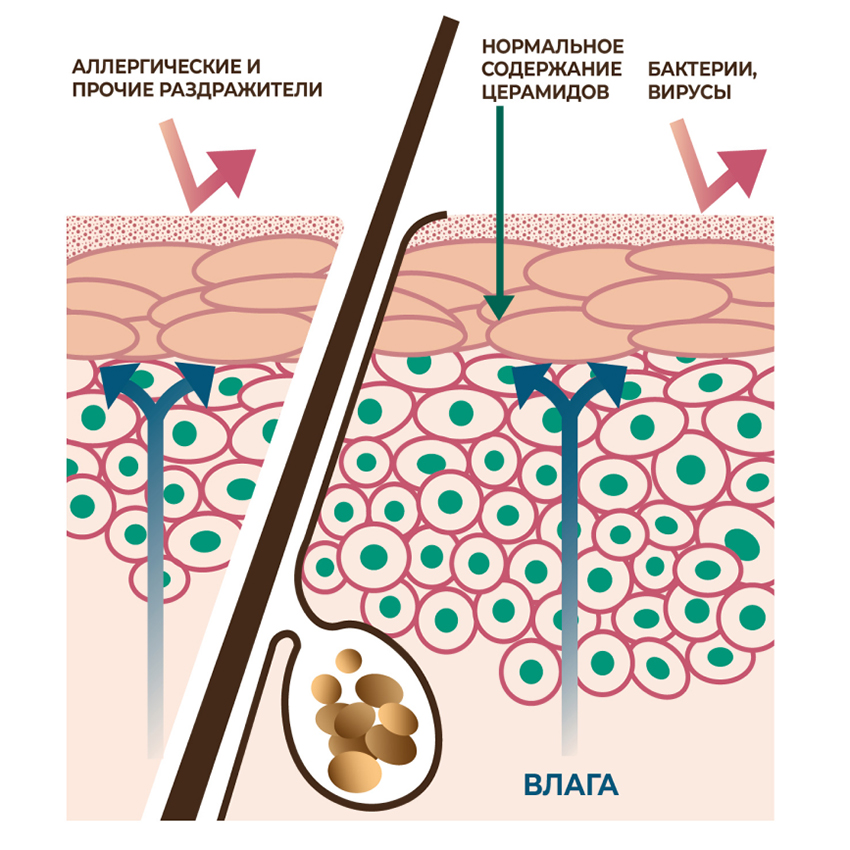 АЛЛЕРГИЧЕСКИЕ И
ПРОЧИЕ РАЗДРАЖИТЕЛИ
НОРМАЛЬНОЕ
СОДЕРЖАНИЕ
ЦЕРАМИДОВ
БАКТЕРИИ,
ВИРУСЫ
ВЛАГА